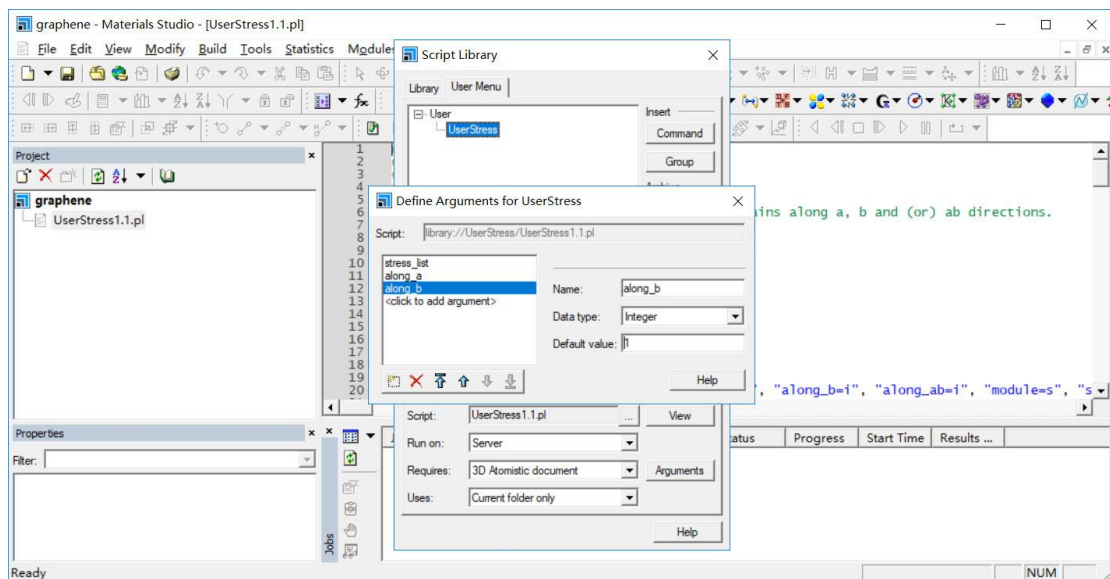 graphene - Materials Studio - [UserStress1.1.pl]
File Edit View Modify Build Tools Statistics Modules
Script Library
Library User Menu
User
UserStress
Insert
Command
Group
Project
graphene
UserStress1.1.pl
1
2
3
4
5
6
7
8
9
10
11
12
13
14
15
16
17
18
19
20
ains along a, b and (or) ab directions.
Define Arguments for UserStress
Script: library://UserStress/UserStress1.1.pl
stress_list
along_a
along_b
<click to add argument>
Name: along_b
Data type: Integer
Default value: 1
Help
, "along_b=i", "along_ab=i", "module=s", "s
Script: UserStress1.1.pl ... View
Run on: Server
Requires: 3D Atomistic document Arguments
Uses: Current folder only
Help
Properties
Filter:
Jobs
tatus Progress Start Time Results ...
Ready
NUM